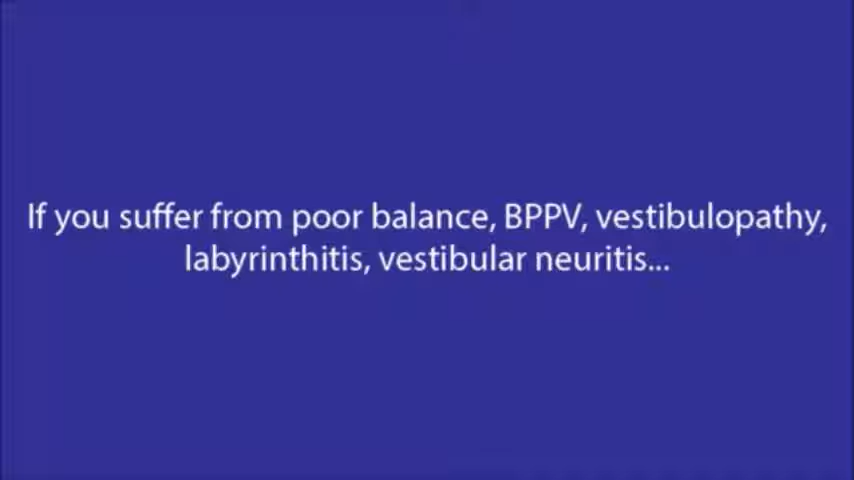 If you suffer from poor balance, BPPV, vestibulopathy,
labyrinthitis, vestibular neuritis...